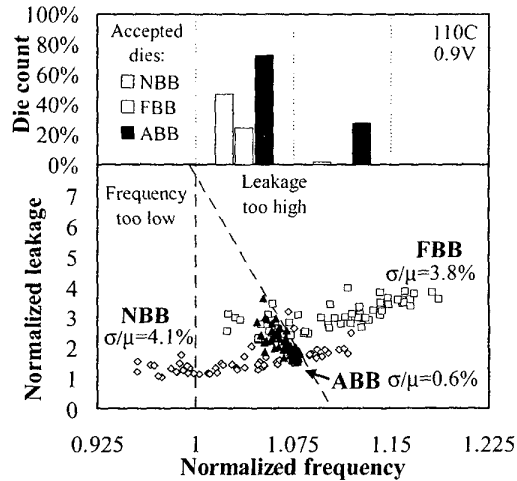 100%
80%
60%
40%
20%
0%
Die count
Accepted
dies:
NBB
FBB
ABB
110C
0.9V
Frequency
too low
Leakage
too high
7
6
5
4
3
2
1
0
Normalized leakage
FBB
σ/μ=3.8%
NBB
σ/μ=4.1%
ABB σ/μ=0.6%
0.925 1 1.075 1.15 1.225
Normalized frequency